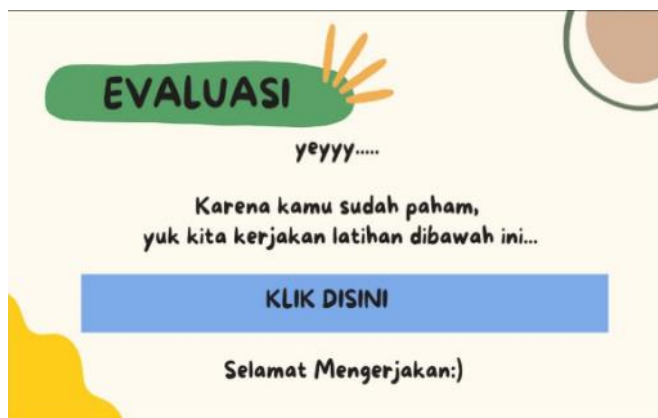 EVALUASI
yeyyy.....
Karena kamu sudah paham,
yuk kita kerjakan latihan dibawah ini...
KLIK DISINI
Selamat Mengerjakan:)